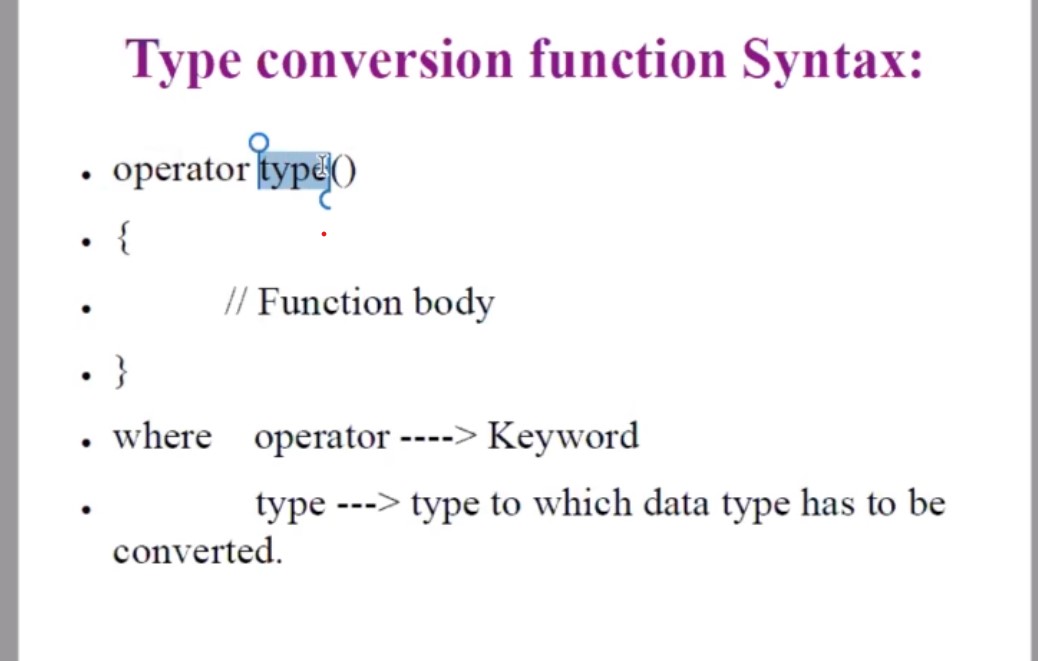 Type conversion function Syntax:
• operator type()
• {
• // Function body
• }
• where operator ----> Keyword
• type ---> type to which data type has to be
converted.